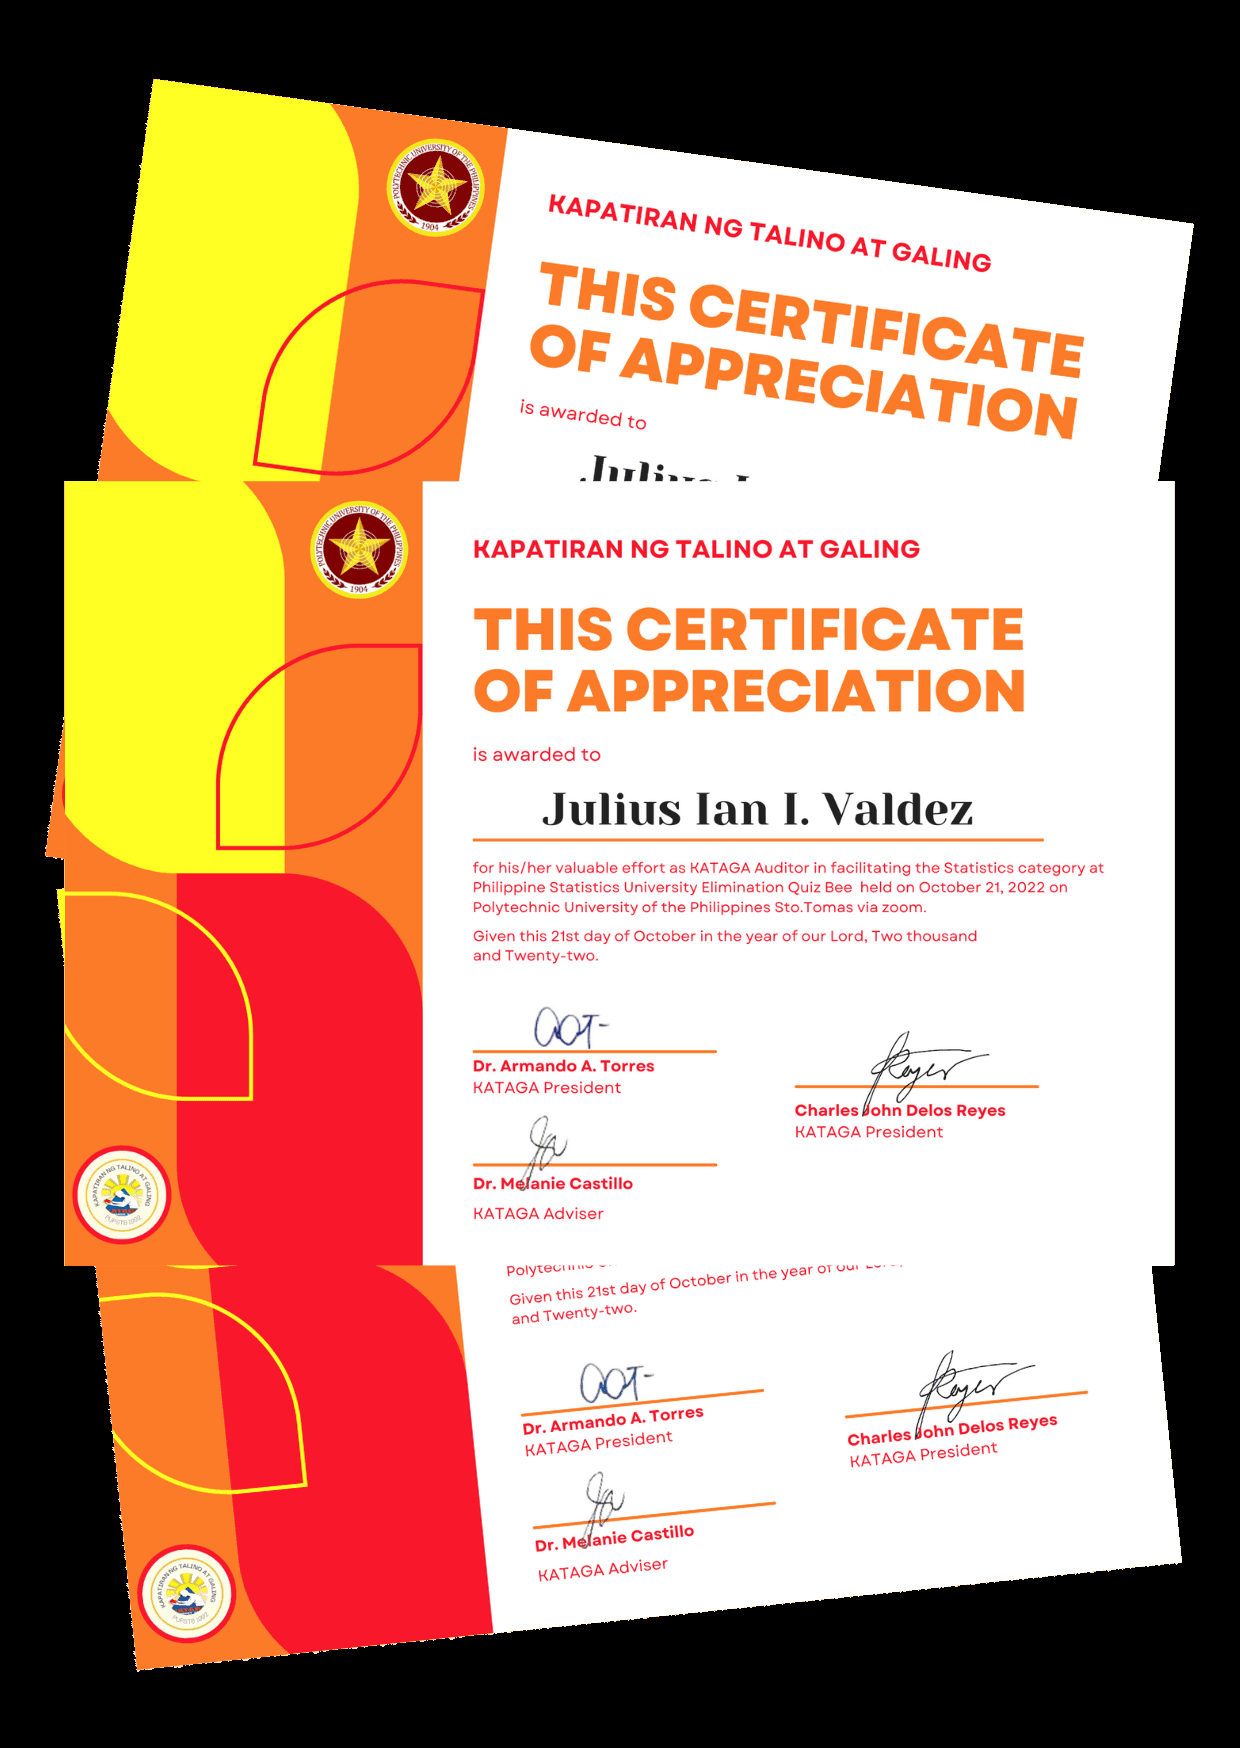 POLYTECHNIC UNIVERSITY OF THE PHILIPPINES
1904
KAPATIRAN NG TALINO AT GALING
THIS CERTIFICATE
OF APPRECIATION
is awarded to
Julius I
POLYTECHNIC UNIVERSITY OF THE PHILIPPINES
1904
KAPATIRAN NG TALINO AT GALING
THIS CERTIFICATE
OF APPRECIATION
is awarded to
Julius Ian I. Valdez
for his/her valuable effort as KATAGA Auditor in facilitating the Statistics category at
Philippine Statistics University Elimination Quiz Bee held on October 21, 2022 on
Polytechnic University of the Philippines Sto.Tomas via zoom.
Given this 21st day of October in the year of our Lord, Two thousand
and Twenty-two.
Dr. Armando A. Torres
KATAGA President
Charles John Delos Reyes
KATAGA President
Dr. Melanie Castillo
KATAGA Adviser
KAPATIRAN NG TALINO AT GALING
Polytechnic
Given this 21st day of October in the year of our Lord,
and Twenty-two.
Dr. Armando A. Torres
KATAGA President
Charles John Delos Reyes
KATAGA President
Dr. Melanie Castillo
KATAGA Adviser
KAPATIRAN NG TALINO AT GALING